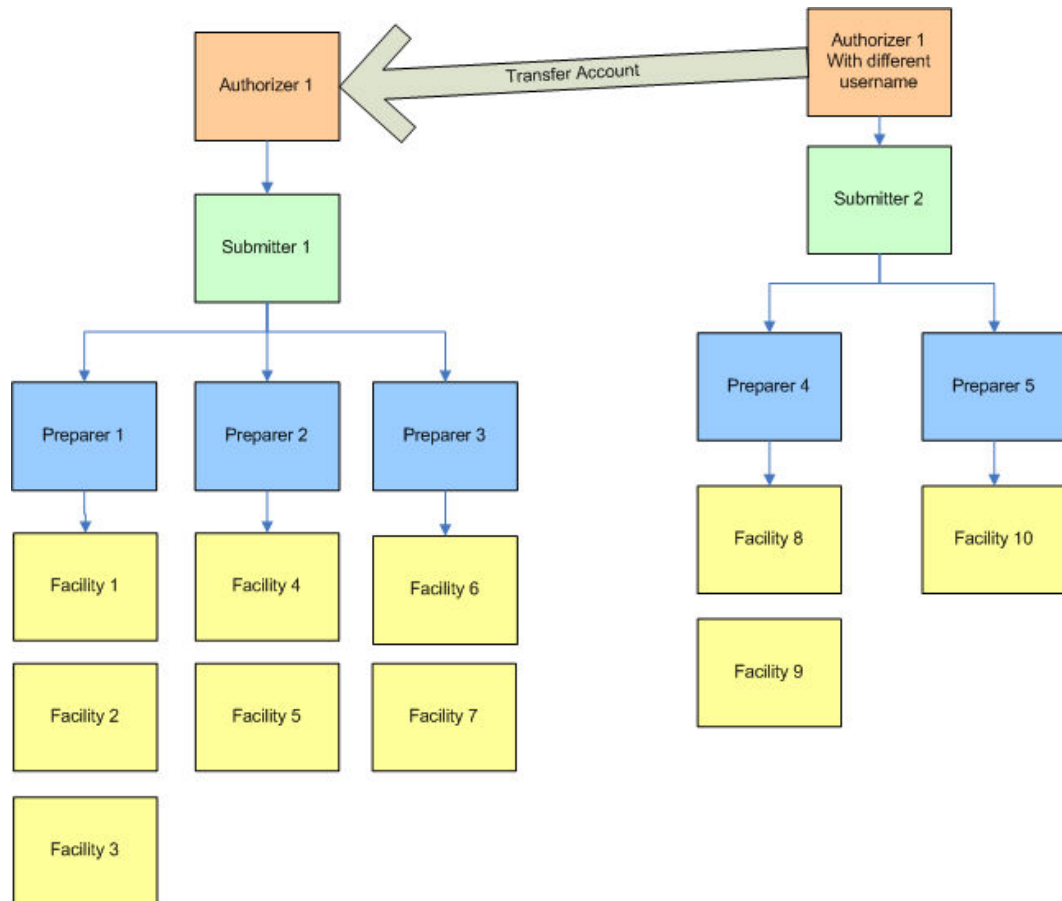 Authorizer 1
Transfer Account
Authorizer 1
With different
username
Submitter 1
Submitter 2
Preparer 1
Preparer 2
Preparer 3
Preparer 4
Preparer 5
Facility 1
Facility 4
Facility 6
Facility 8
Facility 10
Facility 2
Facility 5
Facility 7
Facility 9
Facility 3